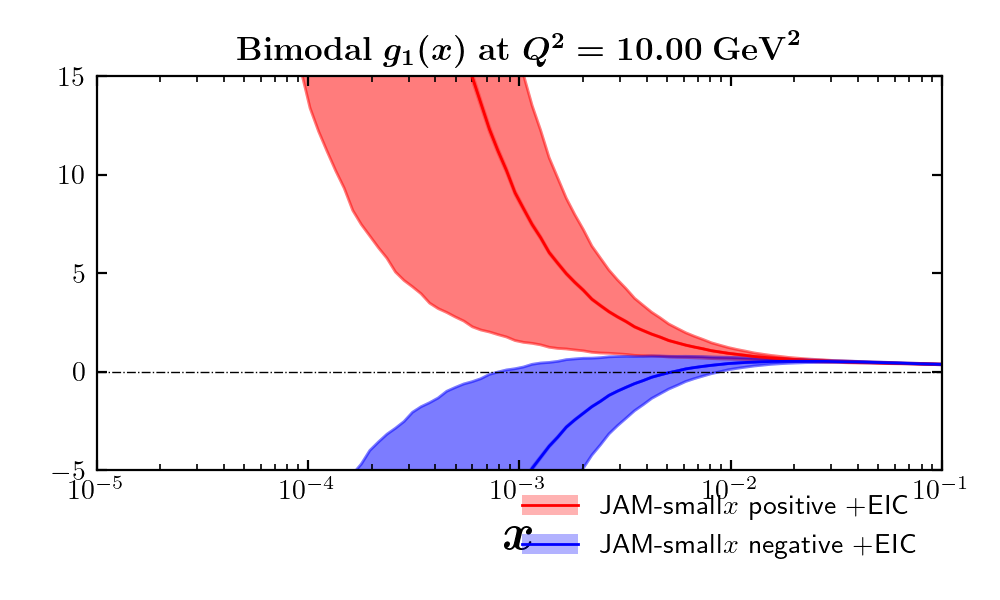 Bimodal g₁(x) at Q² = 10.00 GeV²
15
10
5
0
−5
10⁻⁵ 10⁻⁴ 10⁻³ 10⁻² 10⁻¹
x
JAM-smallx positive +EIC
JAM-smallx negative +EIC